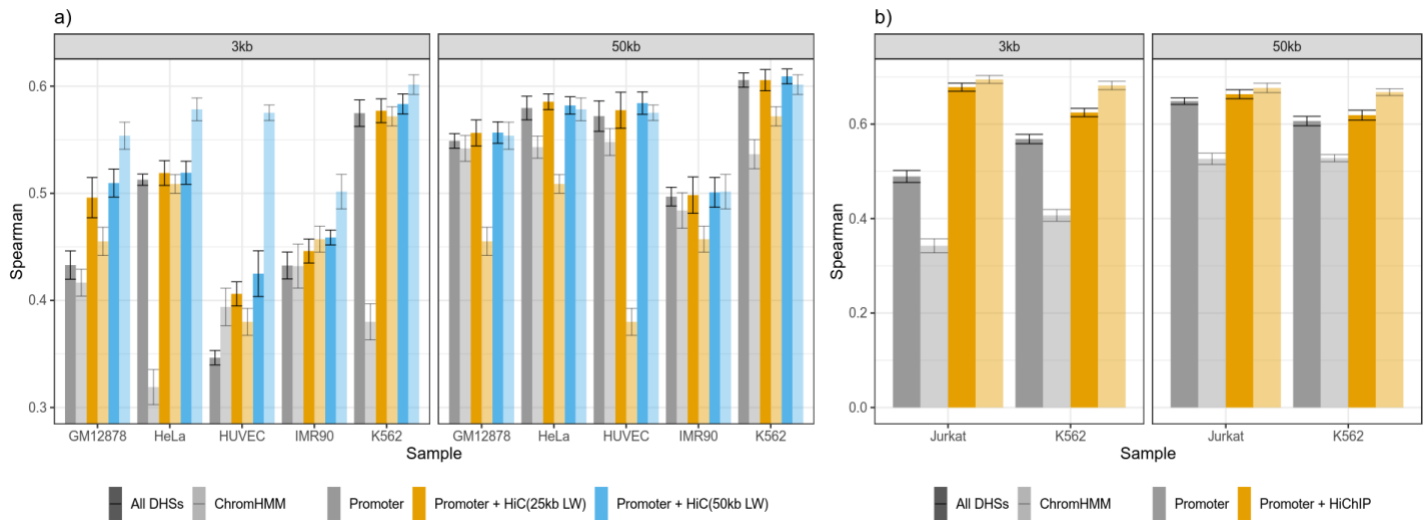 a)
3kb
50kb
Spearman
0.6
0.5
0.4
0.3
GM12878 HeLa HUVEC IMR90 K562
GM12878 HeLa HUVEC IMR90 K562
Sample
All DHSs ChromHMM Promoter Promoter + HiC(25kb LW) Promoter + HiC(50kb LW)
b)
3kb
50kb
Spearman
0.6
0.4
0.2
0.0
Jurkat K562
Jurkat K562
Sample
All DHSs ChromHMM Promoter Promoter + HiChIP